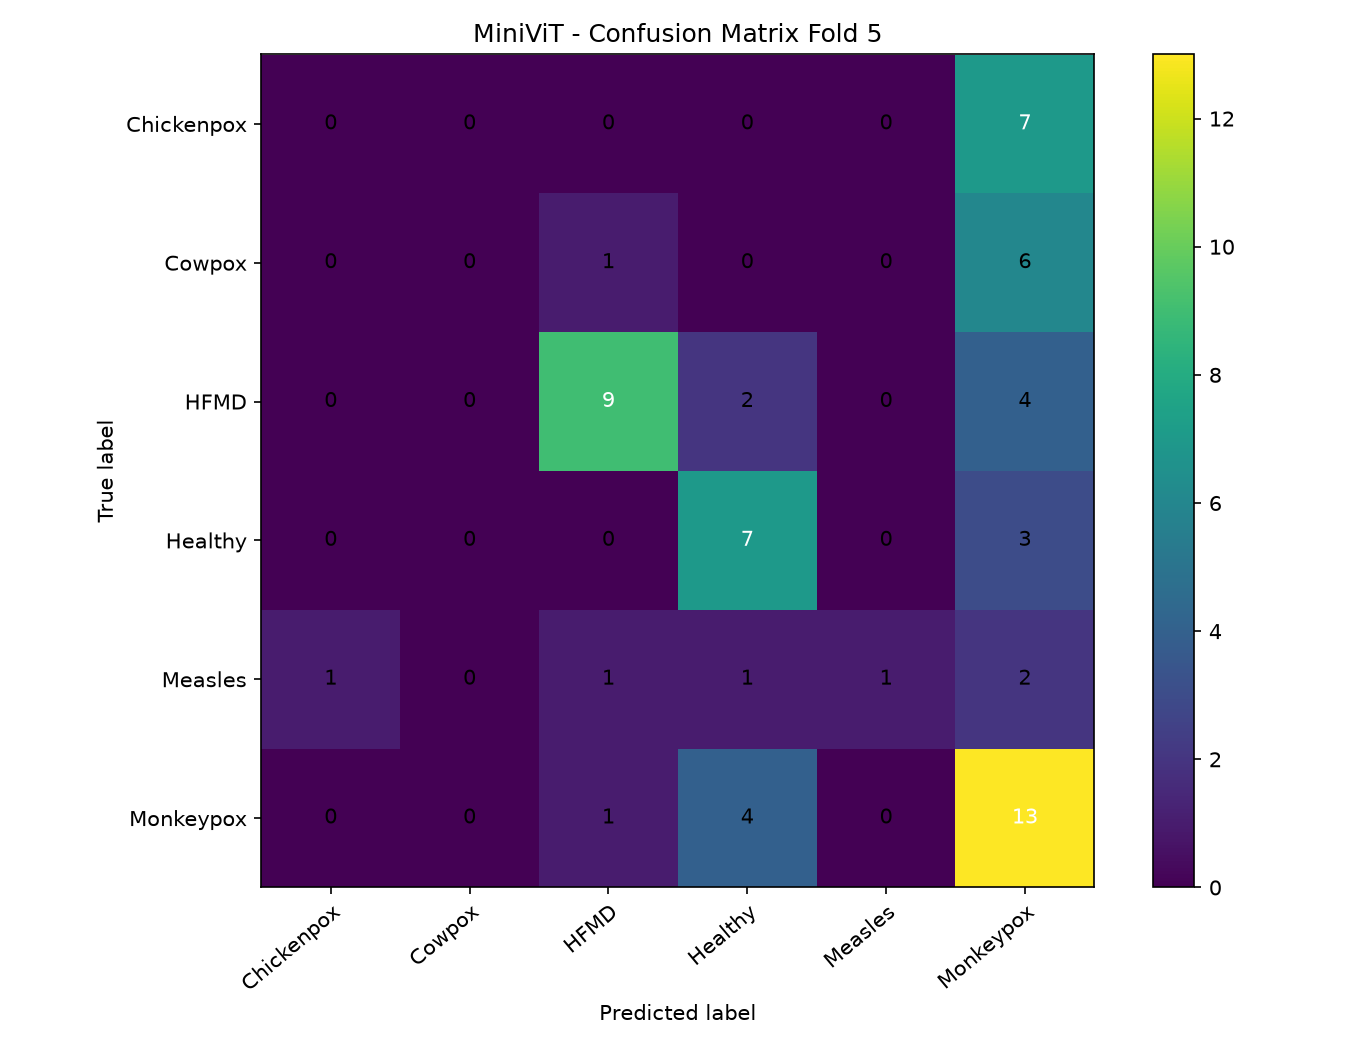 MiniViT - Confusion Matrix Fold 5
Chickenpox 0 0 0 0 0 7
Cowpox 0 0 1 0 0 6
HFMD 0 0 9 2 0 4
Healthy 0 0 0 7 0 3
Measles 1 0 1 1 1 2
Monkeypox 0 0 1 4 0 13
True label
Chickenpox Cowpox HFMD Healthy Measles Monkeypox
Predicted label
12
10
8
6
4
2
0